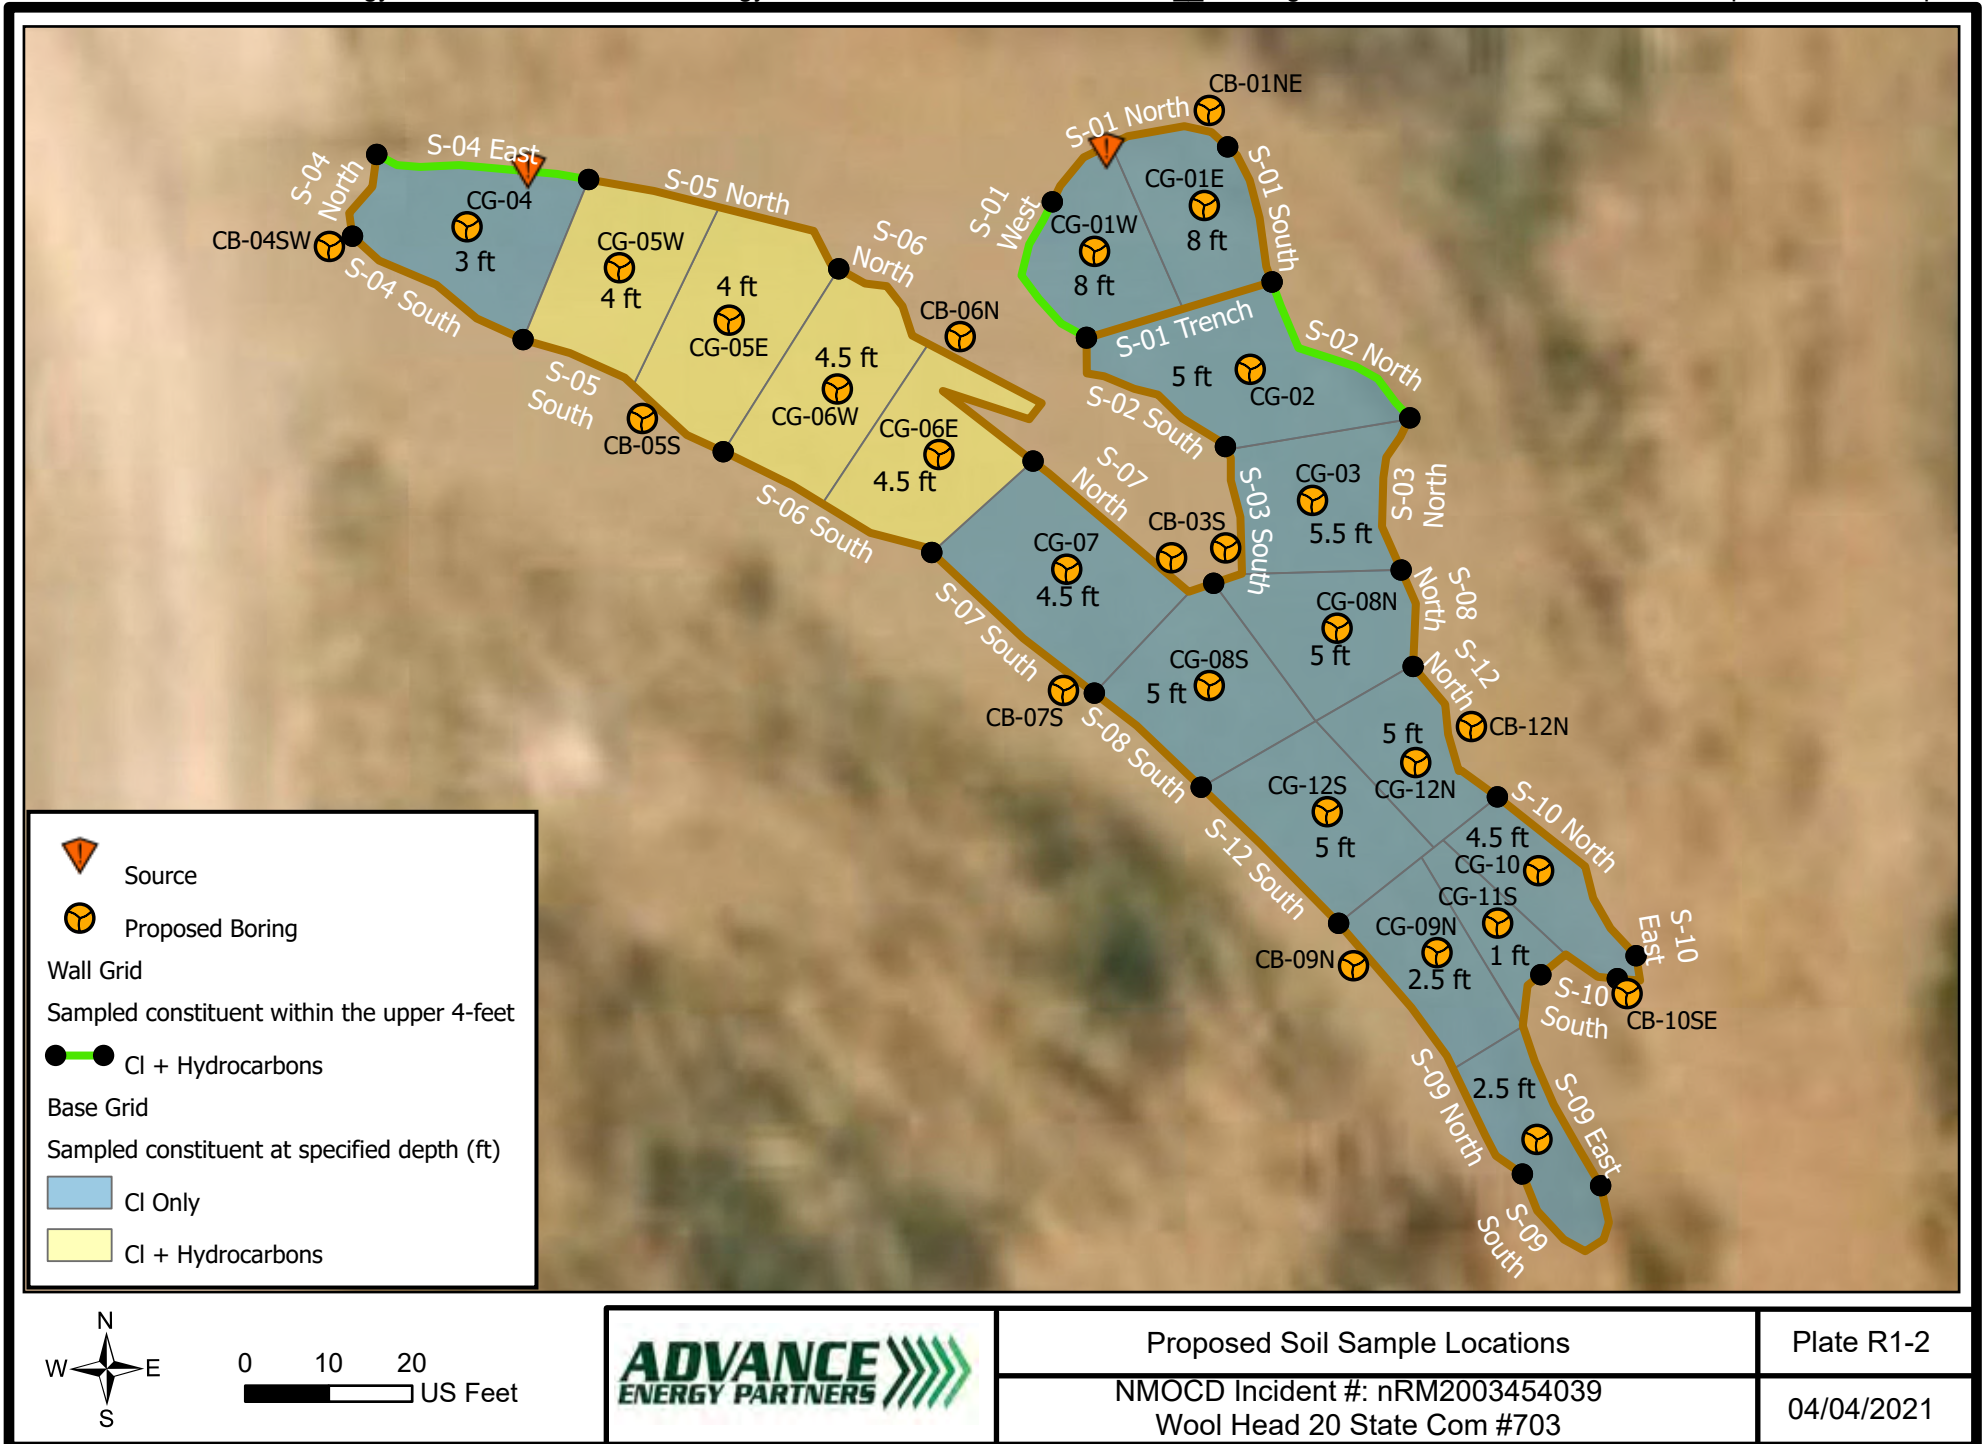 CB-01NE
S-01 North
S-04 East
S-04
North
CG-04
3 ft
CB-04SW
S-04 South
S-05 North
CG-05W
4 ft
4 ft
CG-05E
S-05
South
CB-05S
S-06
North
CB-06N
4.5 ft
CG-06W
CG-06E
4.5 ft
S-06 South
S-01
West
CG-01W
8 ft
CG-01E
8 ft
S-01 South
S-01 Trench
S-02 North
5 ft
CG-02
S-02 South
S-07
North
CB-03S
S-03 South
CG-03
5.5 ft
S-03
North
CG-07
4.5 ft
S-07 South
CB-07S
CG-08N
5 ft
S-08
North
CG-08S
5 ft
S-08 South
S-12
North
CB-12N
5 ft
CG-12N
CG-12S
5 ft
S-12 South
S-10 North
4.5 ft
CG-10
CG-11S
1 ft
CG-09N
2.5 ft
CB-09N
S-10
East
S-10
South
CB-10SE
S-09 North
2.5 ft
S-09 East
S-09
South
Source
Proposed Boring
Wall Grid
Sampled constituent within the upper 4-feet
Cl + Hydrocarbons
Base Grid
Sampled constituent at specified depth (ft)
Cl Only
Cl + Hydrocarbons
N
W E
S
0 10 20
US Feet
ADVANCE
ENERGY PARTNERS
Proposed Soil Sample Locations
Plate R1-2
NMOCD Incident #: nRM2003454039
Wool Head 20 State Com #703
04/04/2021